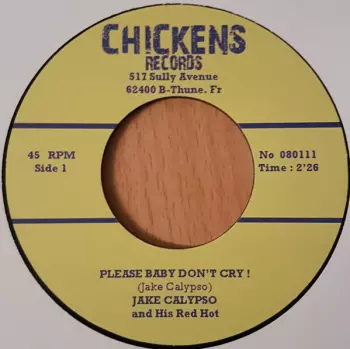 CHICKENS
RECORDS
517 Sully Avenue
62400 B-Thune. Fr
45 RPM
Side 1
No 080111
Time : 2'26
PLEASE BABY DON'T CRY !
(Jake Calypso)
JAKE CALYPSO
and His Red Hot